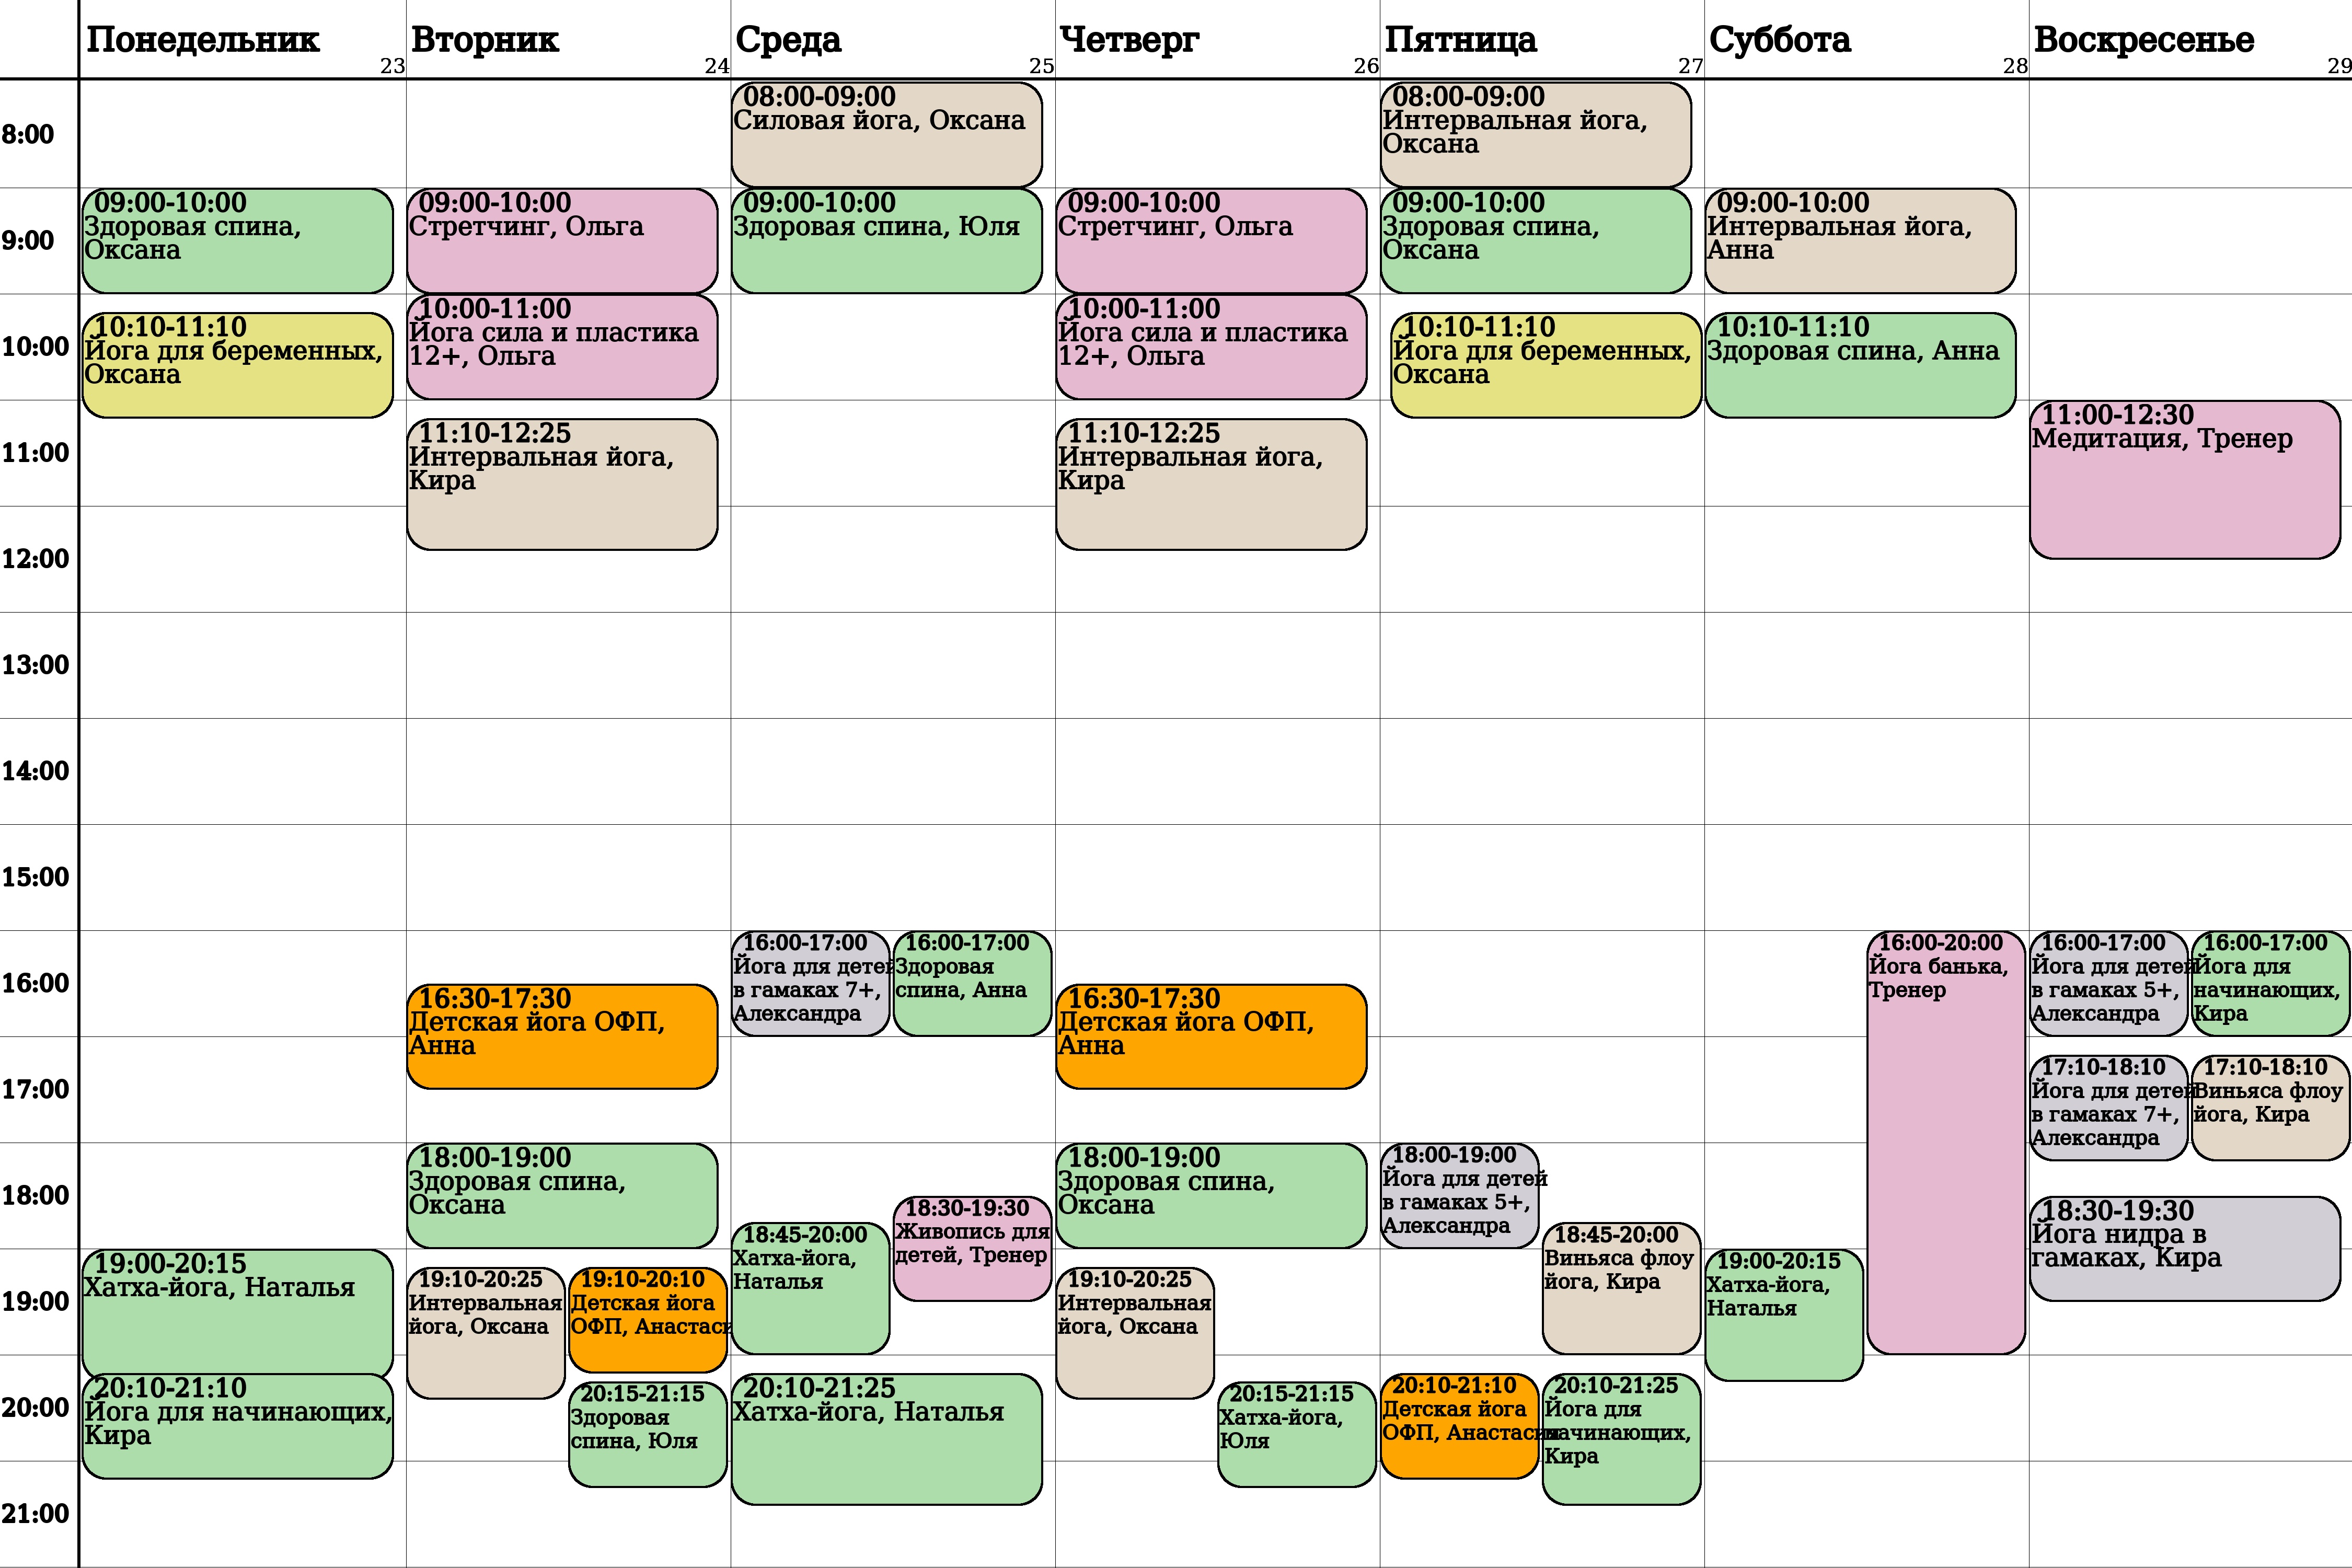 Понедельник
23
Вторник
24
Среда
25
Четверг
26
Пятница
27
Суббота
28
Воскресенье
29
8:00
9:00
10:00
11:00
12:00
13:00
14:00
15:00
16:00
17:00
18:00
19:00
20:00
21:00
09:00-10:00
Здоровая спина,
Оксана
10:10-11:10
Йога для беременных,
Оксана
19:00-20:15
Хатха-йога, Наталья
20:10-21:10
Йога для начинающих,
Кира
09:00-10:00
Стретчинг, Ольга
10:00-11:00
Йога сила и пластика
12+, Ольга
11:10-12:25
Интервальная йога,
Кира
16:30-17:30
Детская йога ОФП,
Анна
18:00-19:00
Здоровая спина,
Оксана
19:10-20:25
Интервальная
йога, Оксана
19:10-20:10
Детская йога
ОФП, Анастаси
20:15-21:15
Здоровая
спина, Юля
08:00-09:00
Силовая йога, Оксана
09:00-10:00
Здоровая спина, Юля
16:00-17:00
Йога для детей
в гамаках 7+,
Александра
16:00-17:00
Здоровая
спина, Анна
18:45-20:00
Хатха-йога,
Наталья
18:30-19:30
Живопись для
детей, Тренер
20:10-21:25
Хатха-йога, Наталья
09:00-10:00
Стретчинг, Ольга
10:00-11:00
Йога сила и пластика
12+, Ольга
11:10-12:25
Интервальная йога,
Кира
16:30-17:30
Детская йога ОФП,
Анна
18:00-19:00
Здоровая спина,
Оксана
19:10-20:25
Интервальная
йога, Оксана
20:15-21:15
Хатха-йога,
Юля
08:00-09:00
Интервальная йога,
Оксана
09:00-10:00
Здоровая спина,
Оксана
10:10-11:10
Йога для беременных,
Оксана
18:00-19:00
Йога для детей
в гамаках 5+,
Александра
18:45-20:00
Виньяса флоу
йога, Кира
20:10-21:10
Детская йога
ОФП, Анастасия
20:10-21:25
Йога для
начинающих,
Кира
09:00-10:00
Интервальная йога,
Анна
10:10-11:10
Здоровая спина, Анна
16:00-20:00
Йога банька,
Тренер
19:00-20:15
Хатха-йога,
Наталья
11:00-12:30
Медитация, Тренер
16:00-17:00
Йога для детей
в гамаках 5+,
Александра
16:00-17:00
Йога для
начинающих,
Кира
17:10-18:10
Йога для детей
в гамаках 7+,
Александра
17:10-18:10
Виньяса флоу
йога, Кира
18:30-19:30
Йога нидра в
гамаках, Кира